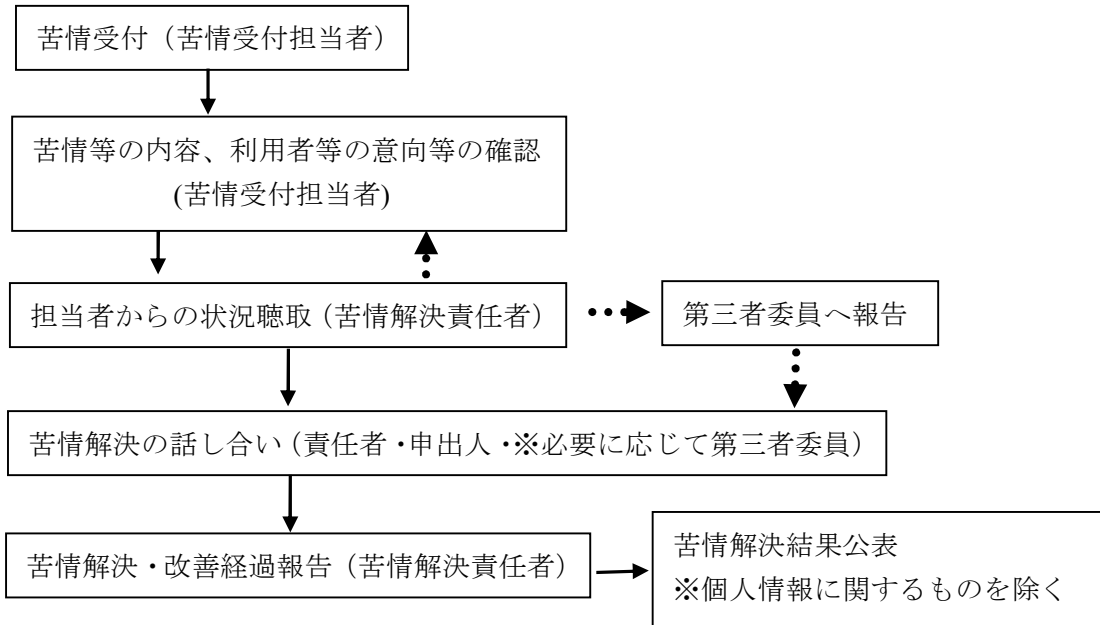 苦情受付（苦情受付担当者）
苦情等の内容、利用者等の意向等の確認
(苦情受付担当者)
担当者からの状況聴取（苦情解決責任者）
第三者委員へ報告
苦情解決の話し合い（責任者・申出人・※必要に応じて第三者委員）
苦情解決・改善経過報告（苦情解決責任者）
苦情解決結果公表
※個人情報に関するものを除く